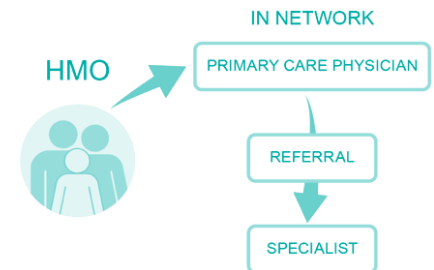 IN NETWORK
HMO
PRIMARY CARE PHYSICIAN
REFERRAL
SPECIALIST